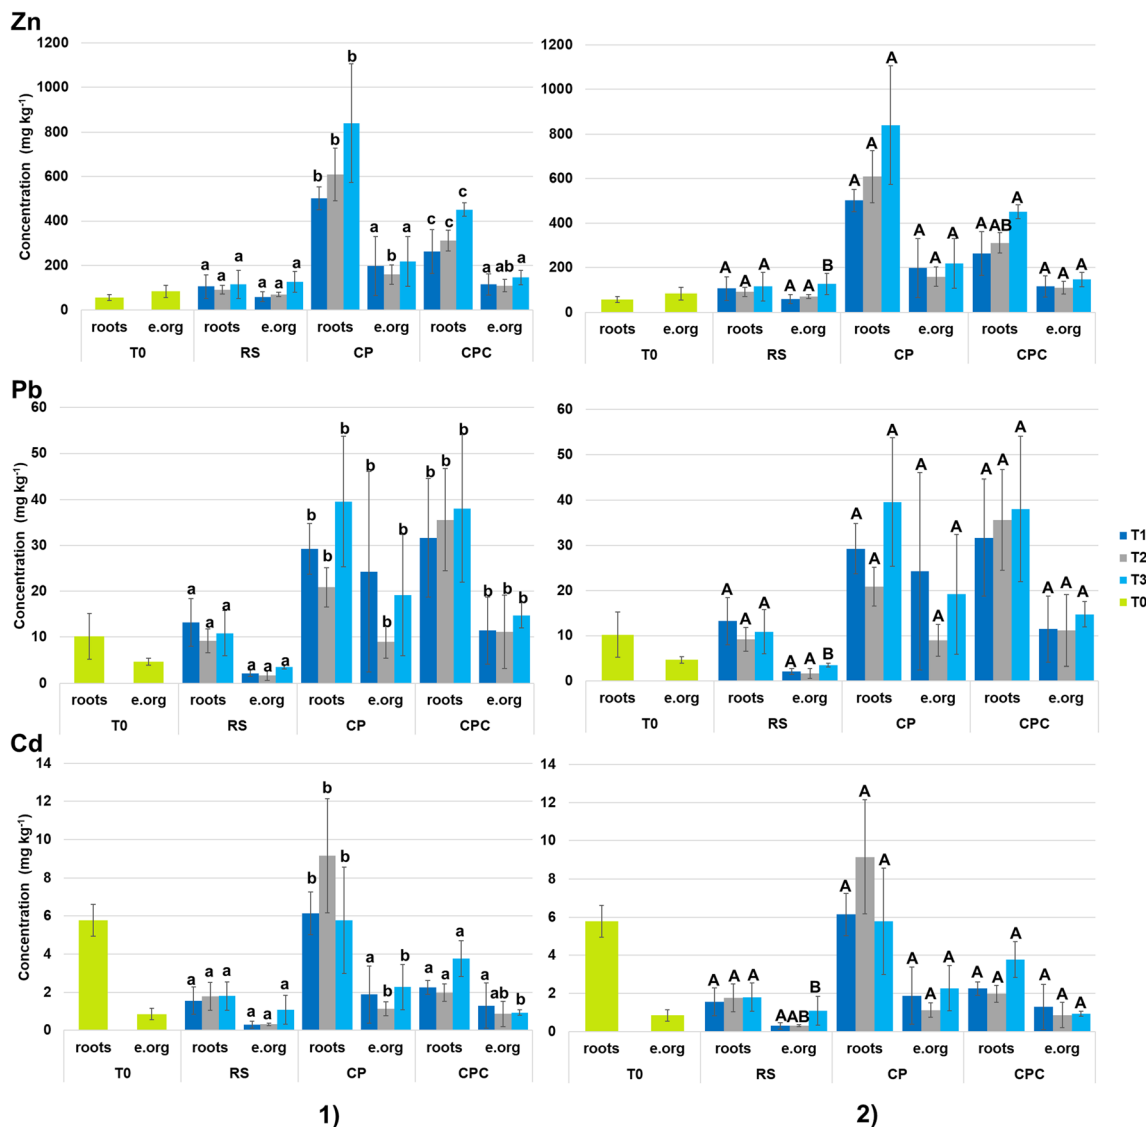 Zn
Concentration (mg kg-1)
1200
1000
800
600
400
200
0
a a a a a a b b b a b a c c c a ab a
roots e.org roots e.org roots e.org roots e.org
T0 RS CP CPC
1200
1000
800
600
400
200
0
A A A A A B A A A A A A A AB A A A A
roots e.org roots e.org roots e.org roots e.org
T0 RS CP CPC
Pb
Concentration (mg kg-1)
60
50
40
30
20
10
0
a a a a a a b b b b b b b b b b b b
roots e.org roots e.org roots e.org roots e.org
T0 RS CP CPC
60
50
40
30
20
10
0
A A A A A B A A A A A A A A A A A A
roots e.org roots e.org roots e.org roots e.org
T0 RS CP CPC
T1
T2
T3
T0
Cd
Concentration (mg kg-1)
14
12
10
8
6
4
2
0
a a a a a a b b b a b b a a a a ab b
roots e.org roots e.org roots e.org roots e.org
T0 RS CP CPC
14
12
10
8
6
4
2
0
A A A A AB B A A A A A A A A A A A A
roots e.org roots e.org roots e.org roots e.org
T0 RS CP CPC
1) 2)